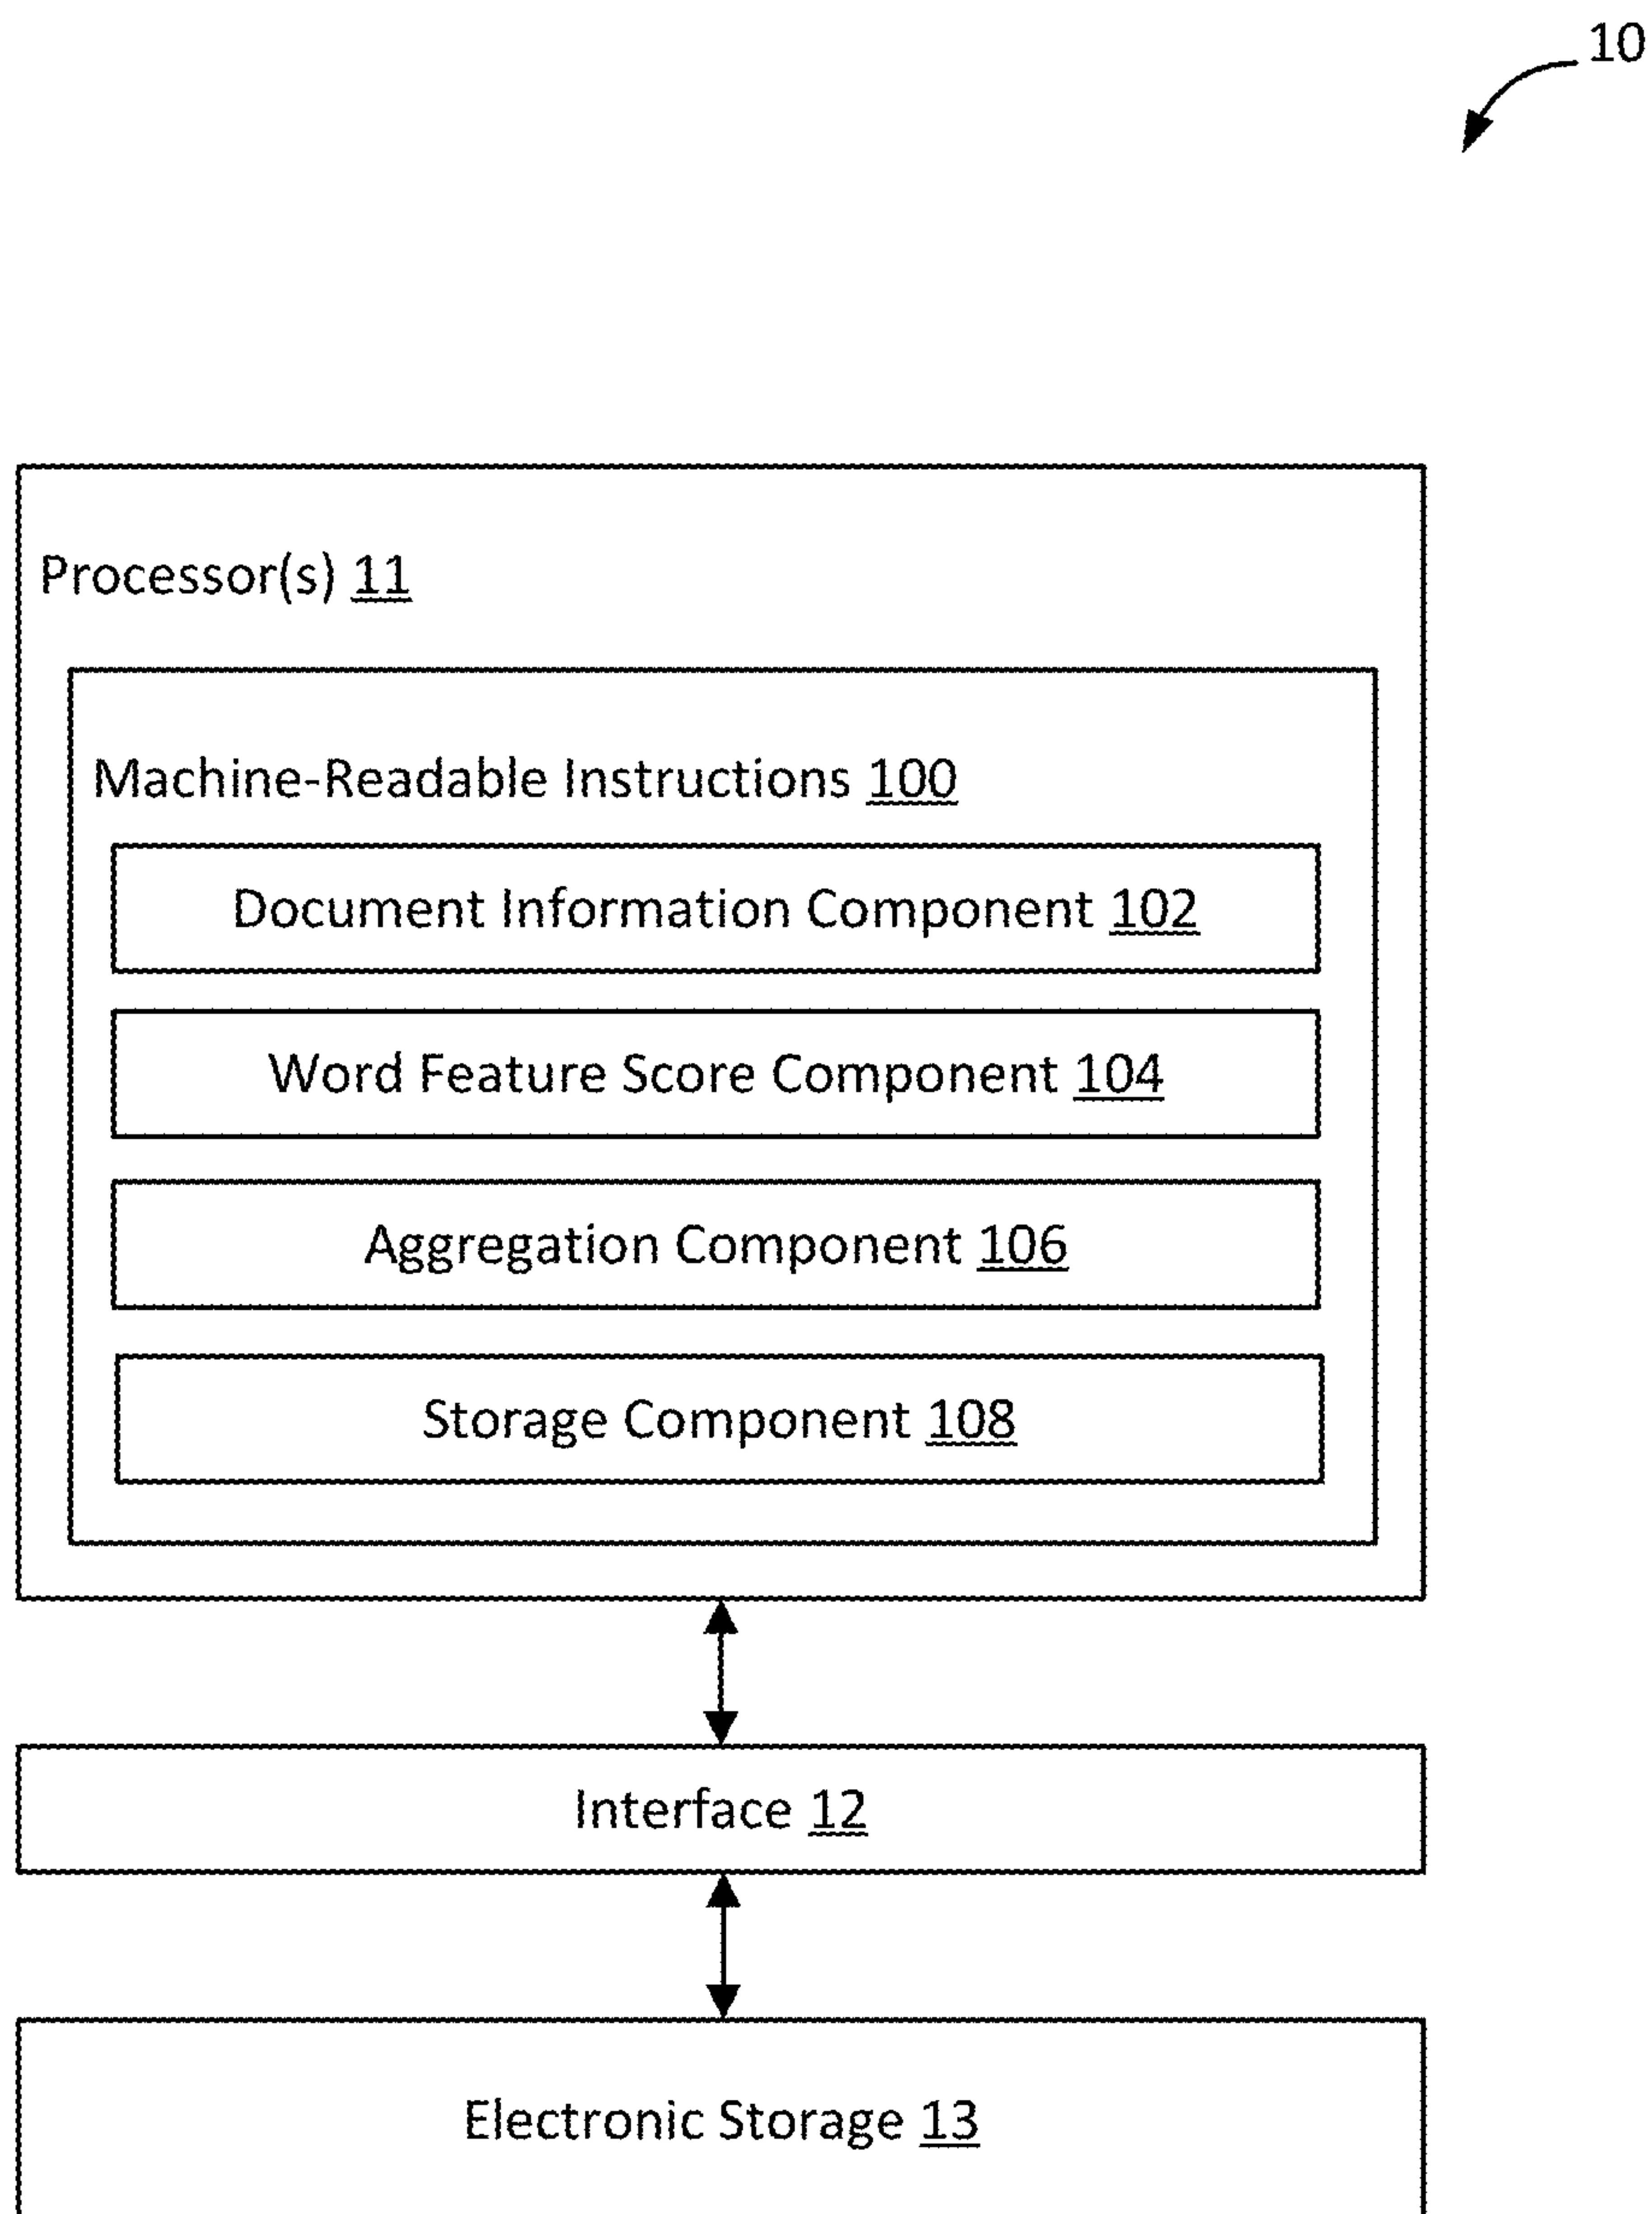 10
Processor(s) 11
Machine-Readable Instructions 100
Document Information Component 102
Word Feature Score Component 104
Aggregation Component 106
Storage Component 108
Interface 12
Electronic Storage 13